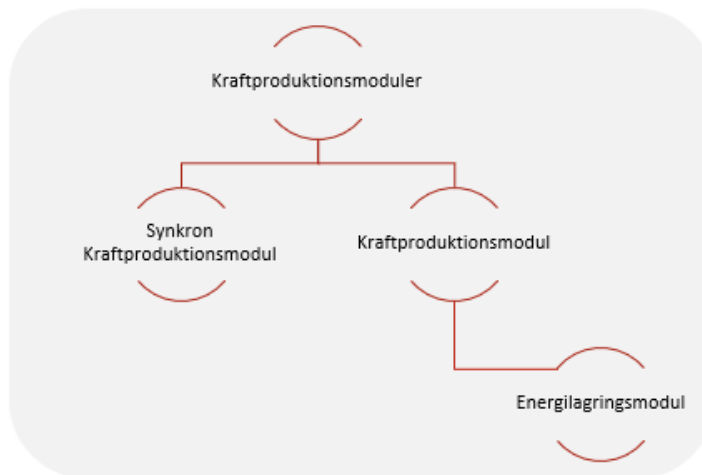 Kraftproduktionsmoduler
Synkron
Kraftproduktionsmodul
Kraftproduktionsmodul
Energilagringsmodul